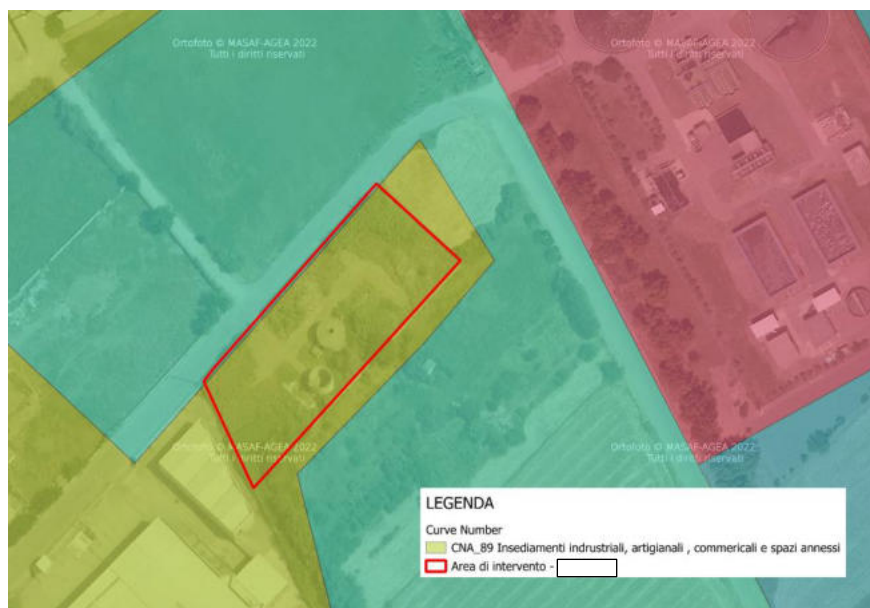 Ortofoto © MASAF-AGEA 2022
Tutti i diritti riservati
Ortofoto © MASAF-AGEA 2022
Tutti i diritti riservati
Ortofoto © MASAF-AGEA 2022
Tutti i diritti riservati
Ortofoto © MASAF-AGEA 2022
Tutti i diritti riservati
LEGENDA
Curve Number
CNA_89 Insediamenti indrustriali, artigianali , commericali e spazi annessi
Area di intervento -